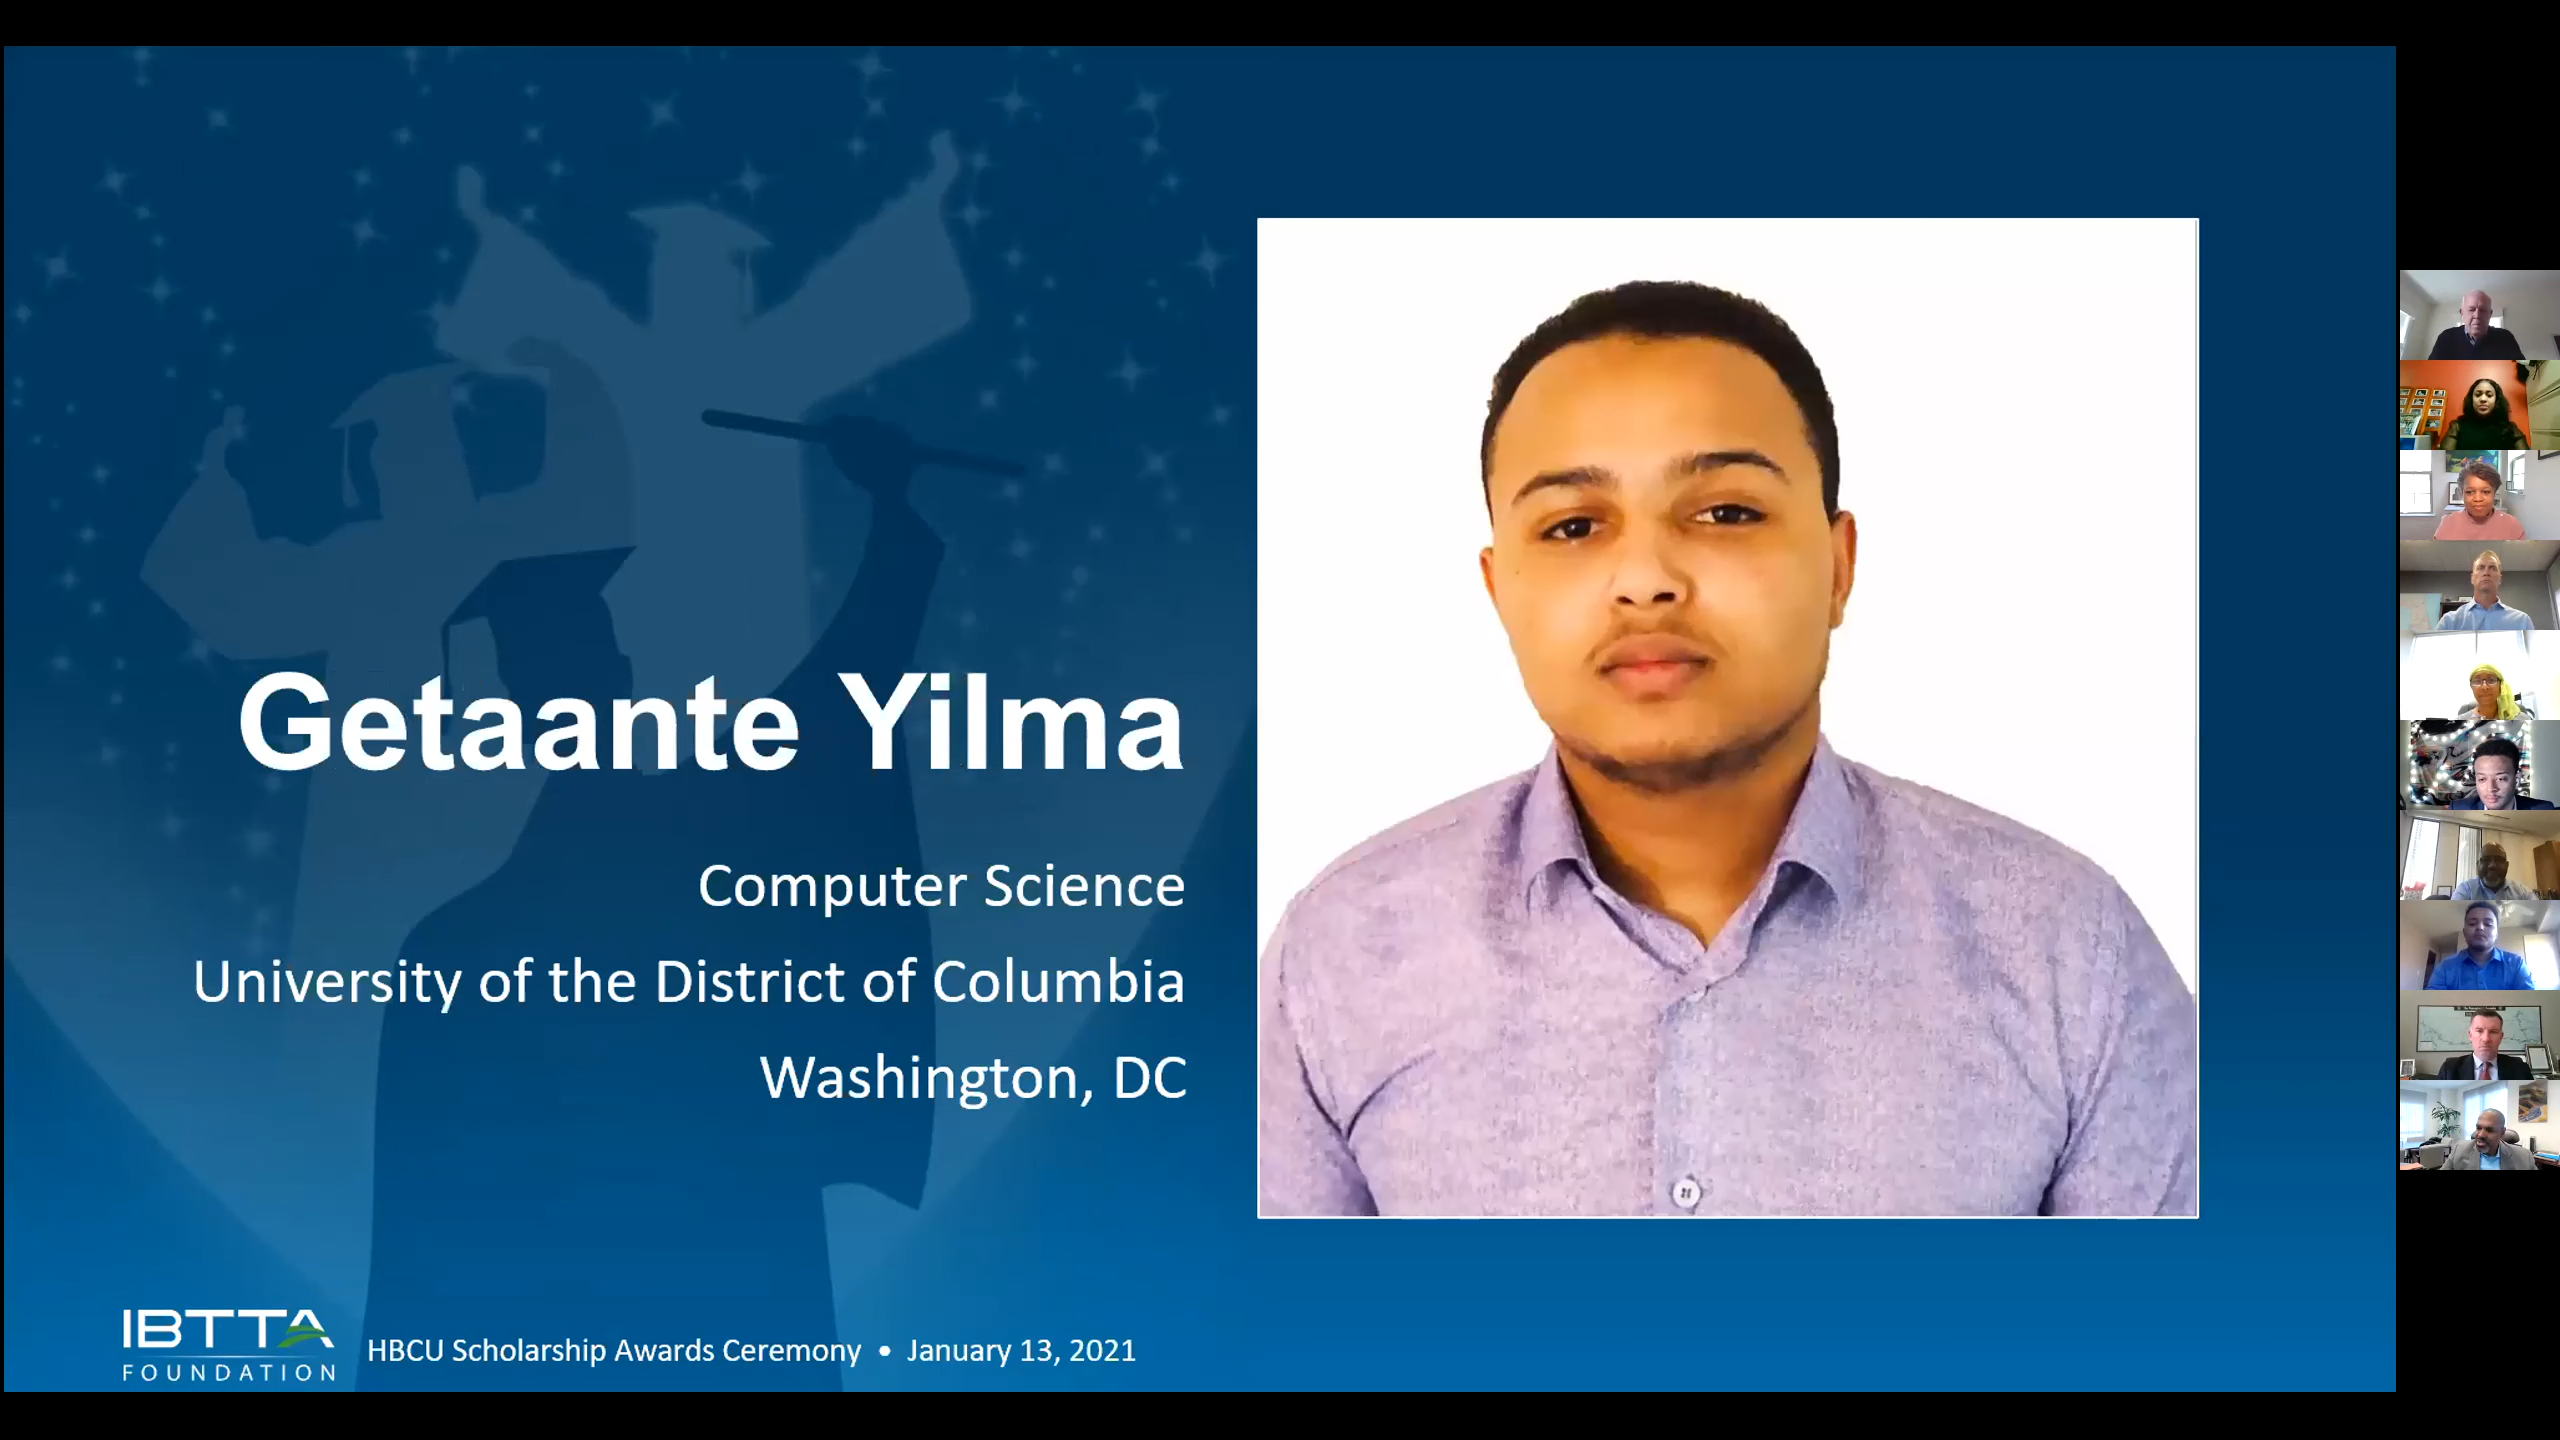 Getaante Yilma
Computer Science
University of the District of Columbia
Washington, DC
IBTTA
FOUNDATION
HBCU Scholarship Awards Ceremony • January 13, 2021